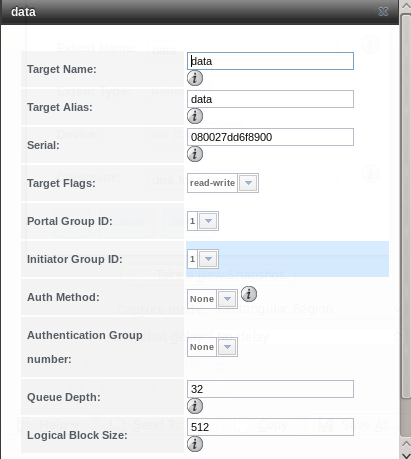 data
Target Name: data
Target Alias: data
Serial: 080027dd6f8900
Target Flags: read-write
Portal Group ID: 1
Initiator Group ID: 1
Auth Method: None
Authentication Group
number: None
Queue Depth: 32
Logical Block Size: 512